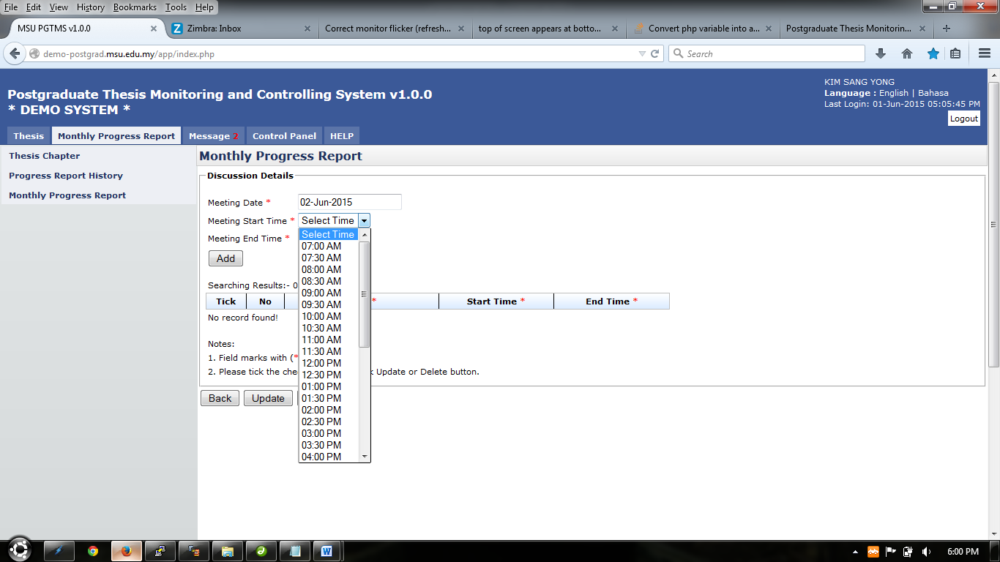 File Edit View History Bookmarks Tools Help
MSU PGTMS v1.0.0
Zimbra: Inbox
Correct monitor flicker (refresh...
top of screen appears at botto...
Convert php variable into a...
Postgraduate Thesis Monitorin...
demo-postgrad.msu.edu.my/app/index.php
Search
KIM SANG YONG
Language : English | Bahasa
Last Login: 01-Jun-2015 05:05:45 PM
Logout
Postgraduate Thesis Monitoring and Controlling System v1.0.0
* DEMO SYSTEM *
Thesis
Monthly Progress Report
Message 2
Control Panel
HELP
Thesis Chapter
Progress Report History
Monthly Progress Report
Monthly Progress Report
Discussion Details
Meeting Date * 02-Jun-2015
Meeting Start Time * Select Time
Meeting End Time *
Select Time
07:00 AM
07:30 AM
08:00 AM
08:30 AM
09:00 AM
09:30 AM
10:00 AM
10:30 AM
11:00 AM
11:30 AM
12:00 PM
12:30 PM
01:00 PM
01:30 PM
02:00 PM
02:30 PM
03:00 PM
03:30 PM
04:00 PM
Add
Searching Results:- 0
Tick No * Start Time * End Time *
No record found!
Notes:
1. Field marks with (*
2. Please tick the Update or Delete button.
Back Update
6:00 PM